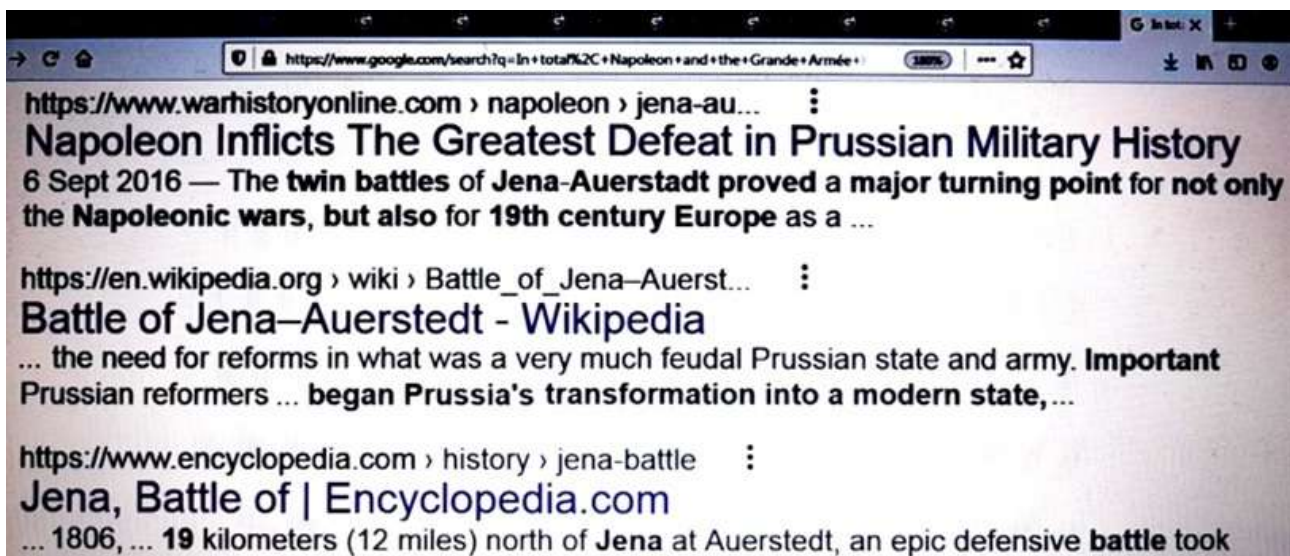 G In tot: X +
https://www.google.com/search?q=In+total%2C+Napoleon+and+the+Grande+Armée+ 100% ...
https://www.warhistoryonline.com › napoleon › jena-au...
Napoleon Inflicts The Greatest Defeat in Prussian Military History
6 Sept 2016 — The twin battles of Jena-Auerstadt proved a major turning point for not only
the Napoleonic wars, but also for 19th century Europe as a ...
https://en.wikipedia.org › wiki › Battle_of_Jena–Auerst...
Battle of Jena–Auerstedt - Wikipedia
... the need for reforms in what was a very much feudal Prussian state and army. Important
Prussian reformers ... began Prussia's transformation into a modern state, ...
https://www.encyclopedia.com › history › jena-battle
Jena, Battle of | Encyclopedia.com
... 1806, ... 19 kilometers (12 miles) north of Jena at Auerstedt, an epic defensive battle took